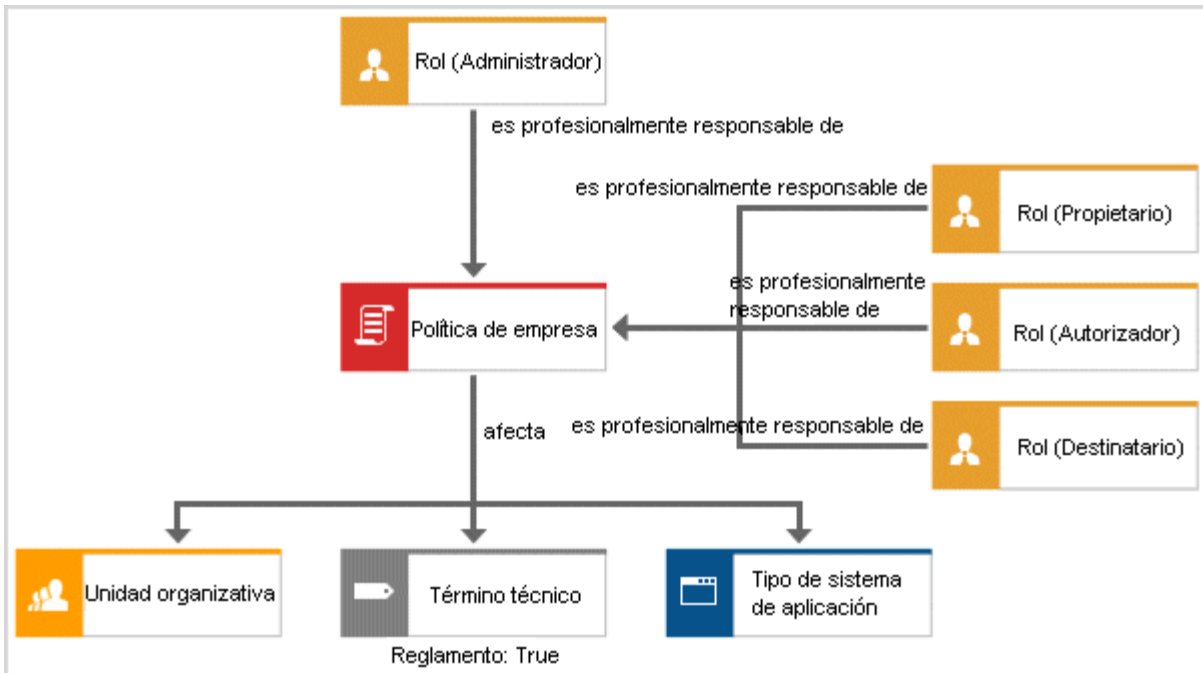 Rol (Administrador)
es profesionalmente responsable de
es profesionalmente responsable de
Rol (Propietario)
es profesionalmente
responsable de
Política de empresa
Rol (Autorizador)
afecta
es profesionalmente responsable de
Rol (Destinatario)
Unidad organizativa
Término técnico
Tipo de sistema
de aplicación
Reglamento: True